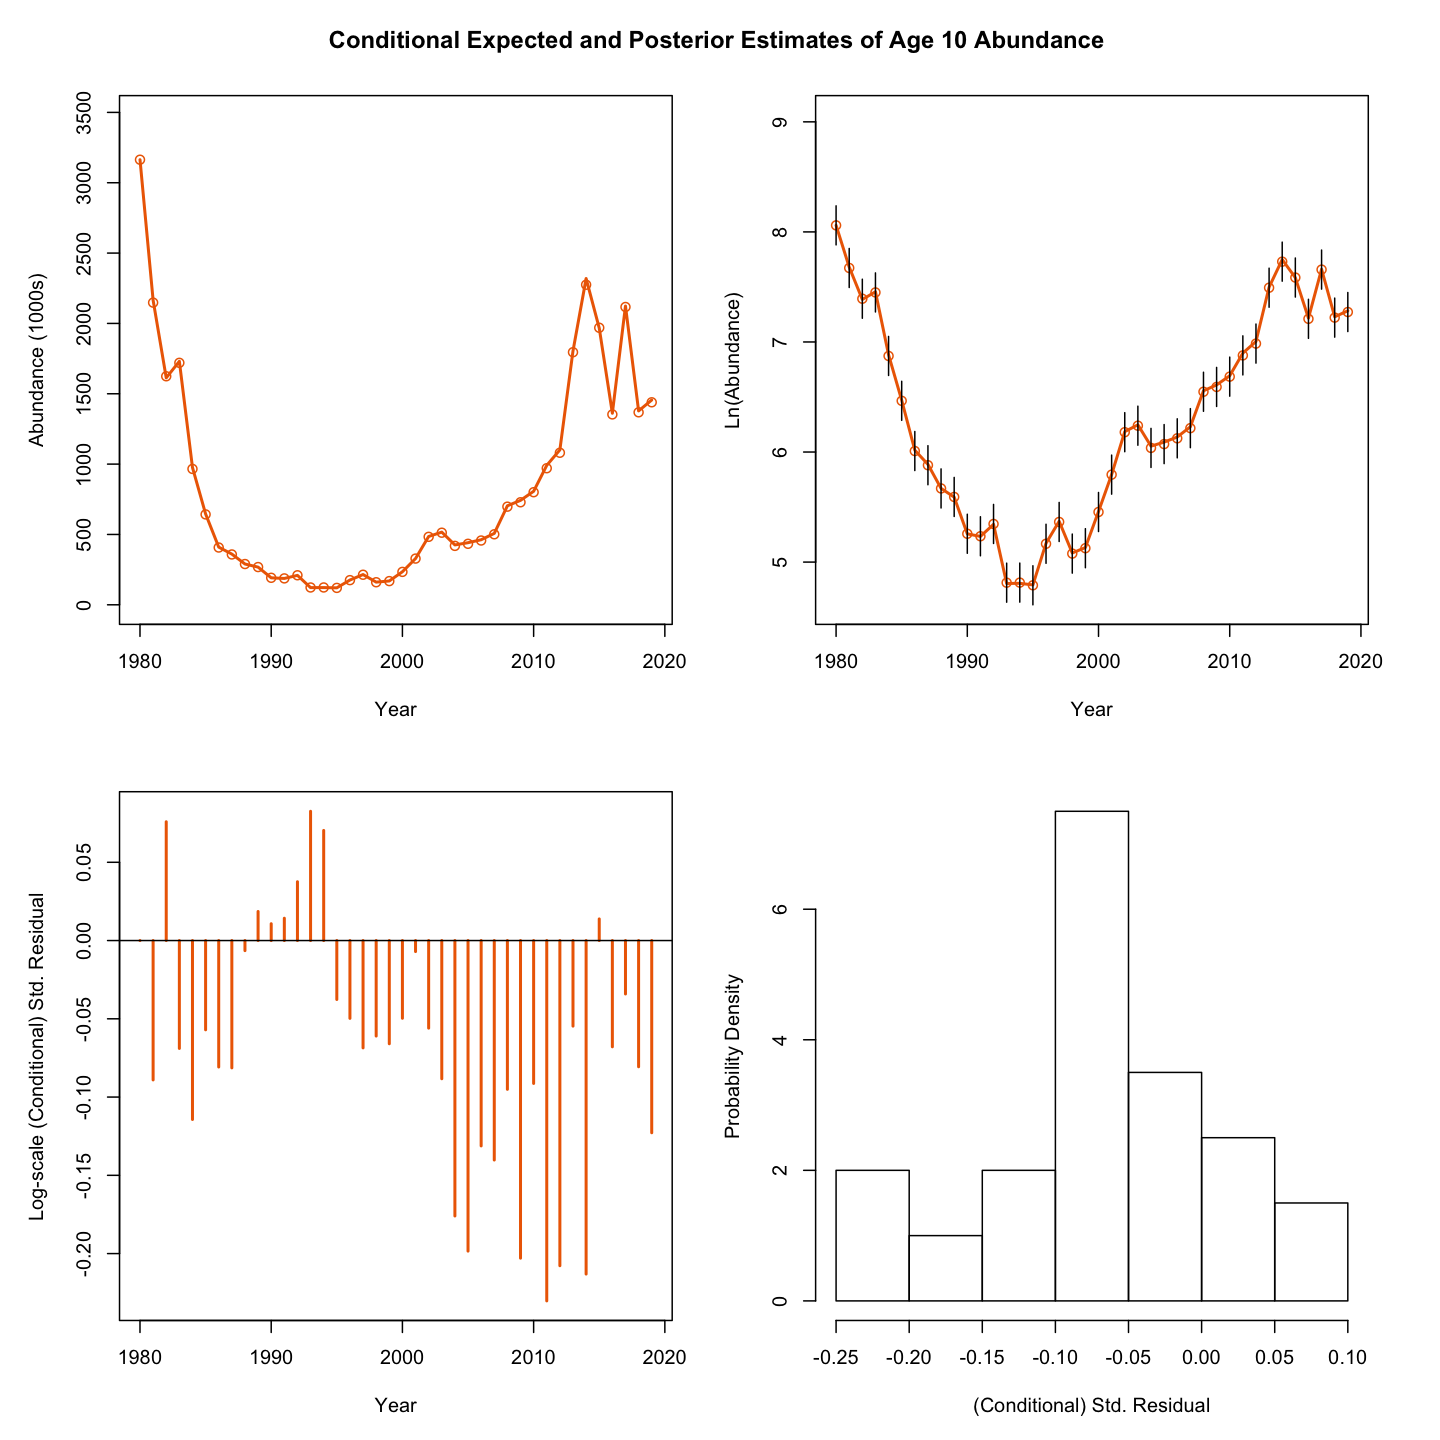 Conditional Expected and Posterior Estimates of Age 10 Abundance
Abundance (1000s)
3500
3000
2500
2000
1500
1000
500
0
1980 1990 2000 2010 2020
Year
Ln(Abundance)
9
8
7
6
5
1980 1990 2000 2010 2020
Year
Log-scale (Conditional) Std. Residual
0.05
0.00
-0.05
-0.10
-0.15
-0.20
1980 1990 2000 2010 2020
Year
Probability Density
6
4
2
0
-0.25 -0.20 -0.15 -0.10 -0.05 0.00 0.05 0.10
(Conditional) Std. Residual